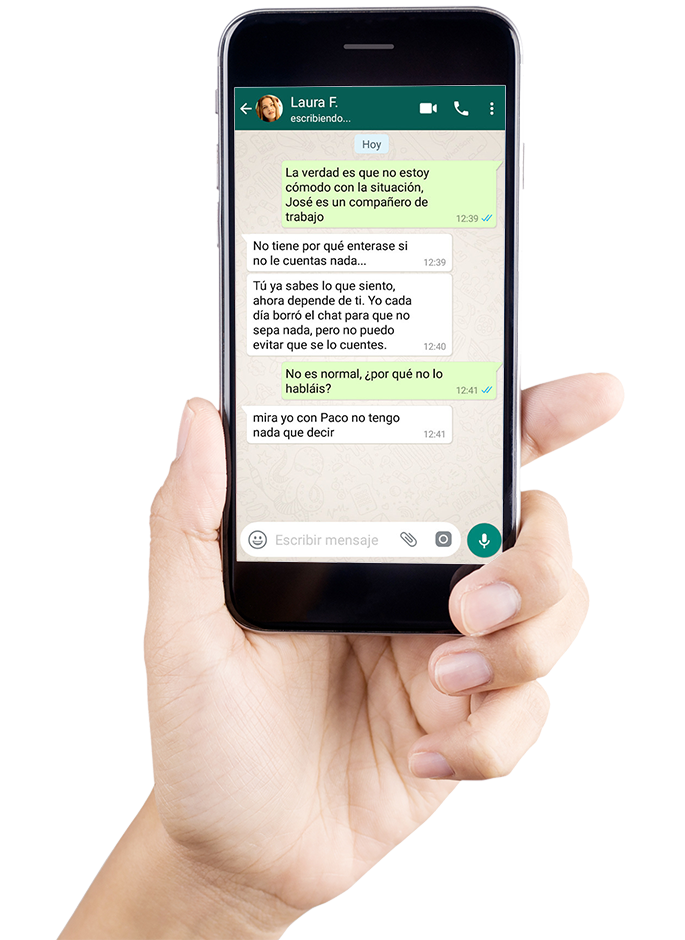 Laura F.
escribiendo...
Hoy
La verdad es que no estoy
cómodo con la situación,
José es un compañero de
trabajo
12:39
No tiene por qué enterase si
no le cuentas nada...
12:39
Tú ya sabes lo que siento,
ahora depende de ti. Yo cada
día borró el chat para que no
sepa nada, pero no puedo
evitar que se lo cuentes.
12:40
No es normal, ¿por qué no lo
habláis?
12:41
mira yo con Paco no tengo
nada que decir
12:41
Escribir mensaje